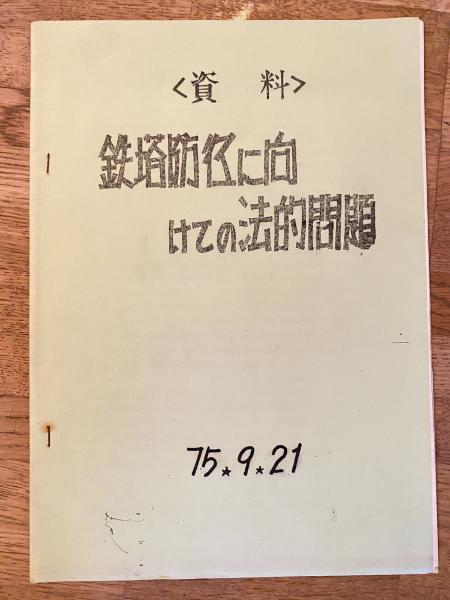 <資 料>
鉄塔防衛に向
けての法的問題
75*9*21